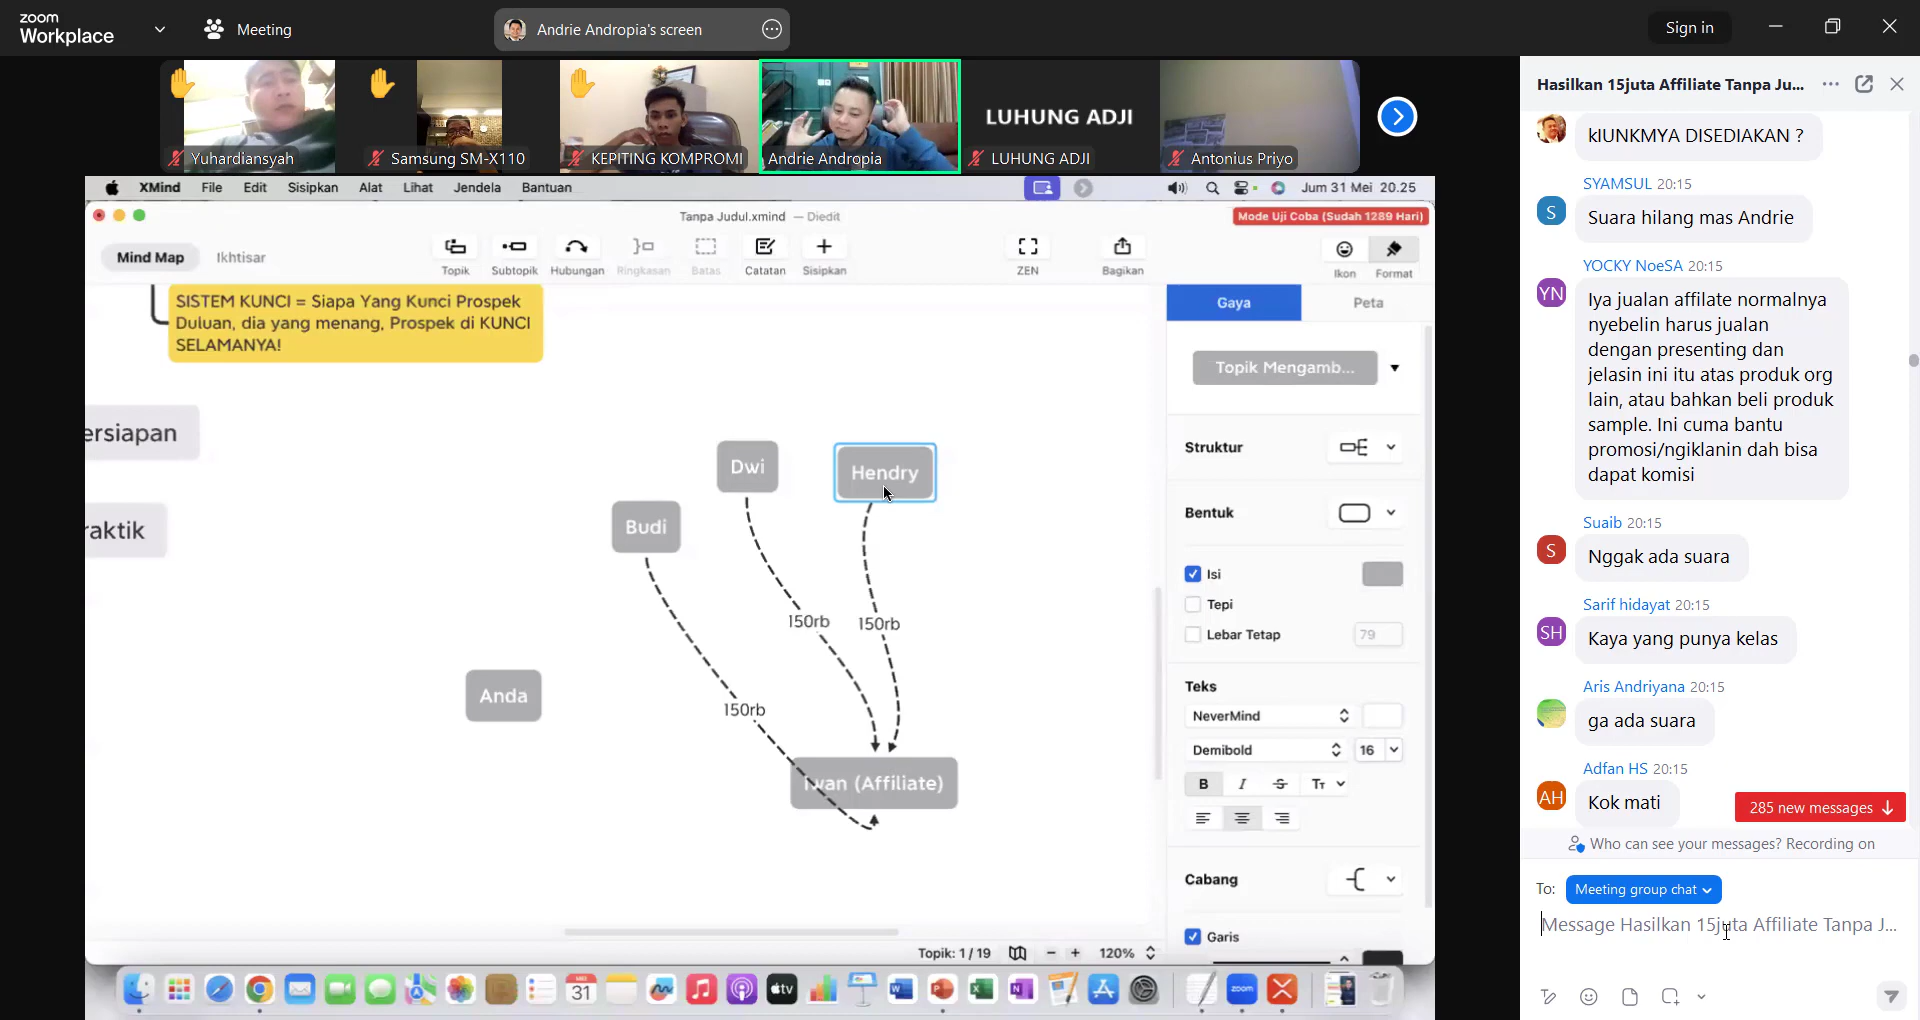 zoom
Workplace
Meeting
Andrie Andropia's screen
Sign in
Yuhardiansyah
Samsung SM-X110
KEPITING KOMPROMI
Andrie Andropia
LUHUNG ADJI
LUHUNG ADJI
Antonius Priyo
XMind File Edit Sisipkan Alat Lihat Jendela Bantuan
Jum 31 Mei 20.25
Tanpa Judul.xmind — Diedit
Mode Uji Coba (Sudah 1289 Hari)
Mind Map
Ikhtisar
Topik
Subtopik
Hubungan
Ringkasan
Batas
Catatan
Sisipkan
ZEN
Bagikan
Ikon
Format
SISTEM KUNCI = Siapa Yang Kunci Prospek
Duluan, dia yang menang, Prospek di KUNCI
SELAMANYA!
ersiapan
raktik
Dwi
Hendry
Budi
150rb
150rb
Anda
150rb
Iwan (Affiliate)
Gaya
Peta
Topik Mengamb...
Struktur
Bentuk
Isi
Tepi
Lebar Tetap
79
Teks
NeverMind
Demibold
16
B I S Tт
Cabang
Garis
Topik: 1 / 19
120%
MEI
31
tv
W
P
X
N
zoom
Hasilkan 15juta Affiliate Tanpa Ju...
kIUNKMYA DISEDIAKAN ?
SYAMSUL 20:15
S
Suara hilang mas Andrie
YOCKY NoeSA 20:15
YN
Iya jualan affilate normalnya
nyebelin harus jualan
dengan presenting dan
jelasin ini itu atas produk org
lain, atau bahkan beli produk
sample. Ini cuma bantu
promosi/ngiklanin dah bisa
dapat komisi
Suaib 20:15
S
Nggak ada suara
Sarif hidayat 20:15
SH
Kaya yang punya kelas
Aris Andriyana 20:15
ga ada suara
Adfan HS 20:15
AH
Kok mati
285 new messages
Who can see your messages? Recording on
To:
Meeting group chat
Message Hasilkan 15juta Affiliate Tanpa J...